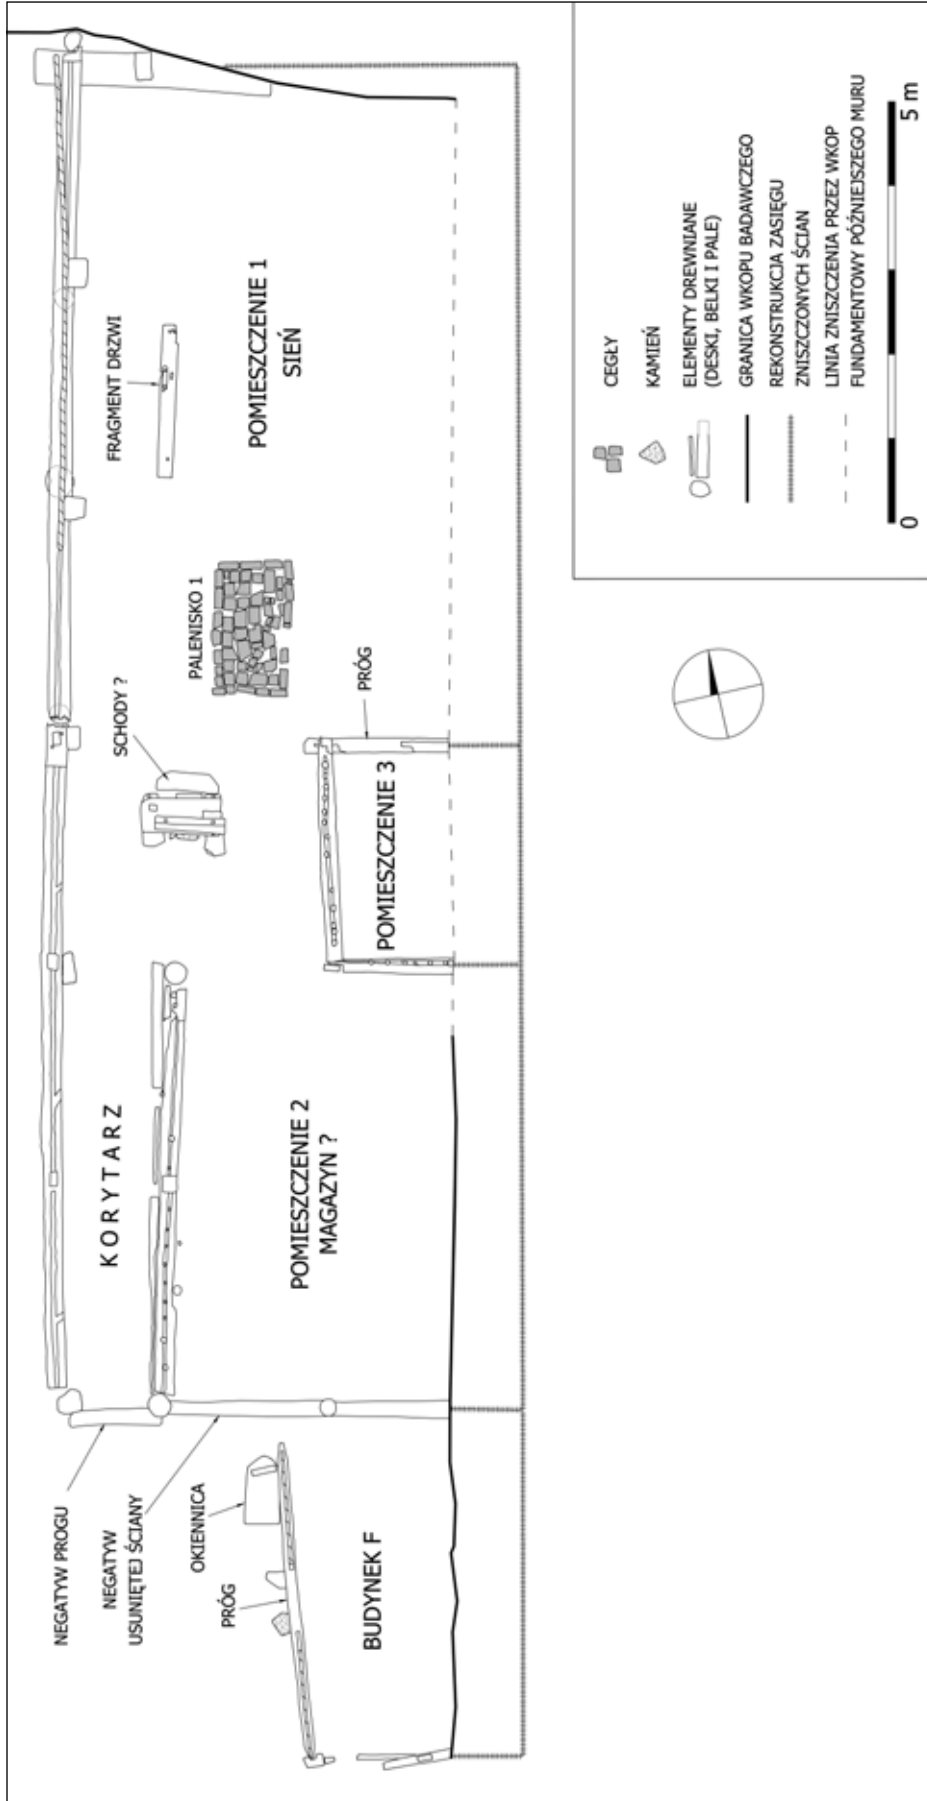 FRAGMENT DRZWI
POMIESZCZENIE 1
SIEŃ
PALENISKO 1
SCHODY ?
PRÓG
POMIESZCZENIE 3
KORYTARZ
POMIESZCZENIE 2
MAGAZYN ?
NEGATYW PROGU
NEGATYW
USUNIĘTEJ ŚCIANY
OKIENNICA
PRÓG
BUDYNEK F
CEGŁY
KAMIEŃ
ELEMENTY DREWNIANE
(DESKI, BELKI I PALE)
GRANICA WKOPU BADAWCZEGO
REKONSTRUKCJA ZASIĘGU
ZNISZCZONYCH ŚCIAN
LINIA ZNISZCZENIA PRZEZ WKOP
FUNDAMENTOWY PÓŹNIEJSZEGO MURU
0
5 m